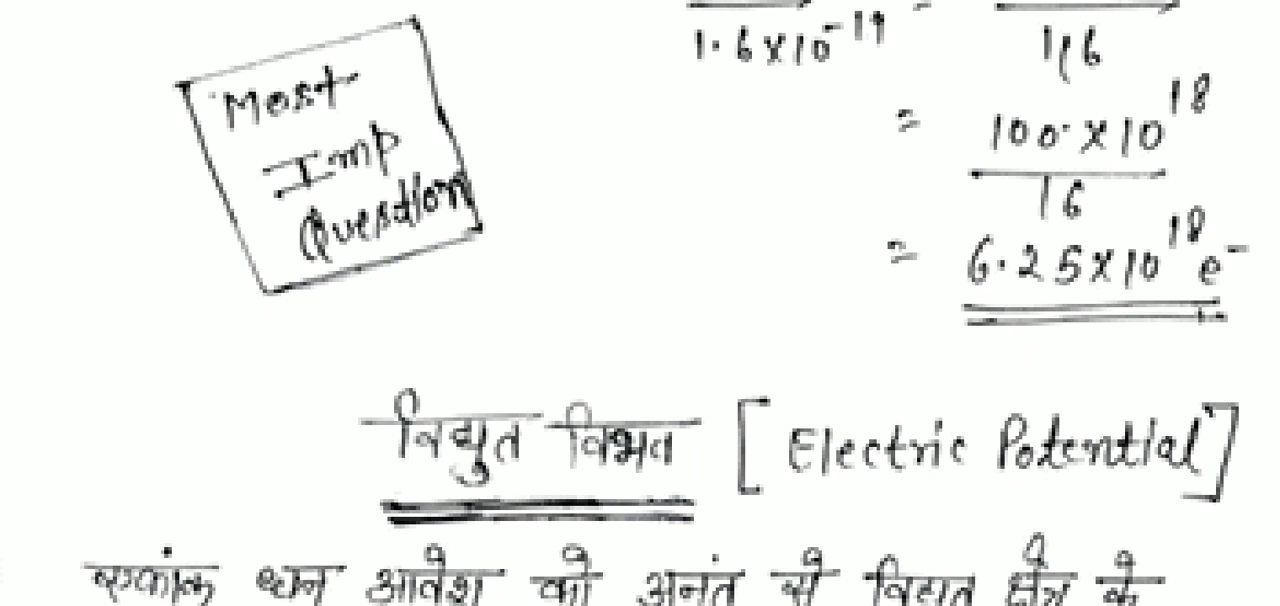 1.6×10⁻¹⁹ = 1,6
Most
Imp
Question
= 100×10¹⁸
16
= 6.25×10¹⁸ e⁻
विद्युत विभव [Electric Potential]
एकांक धन आवेश को अनंत से विद्युत क्षेत्र के